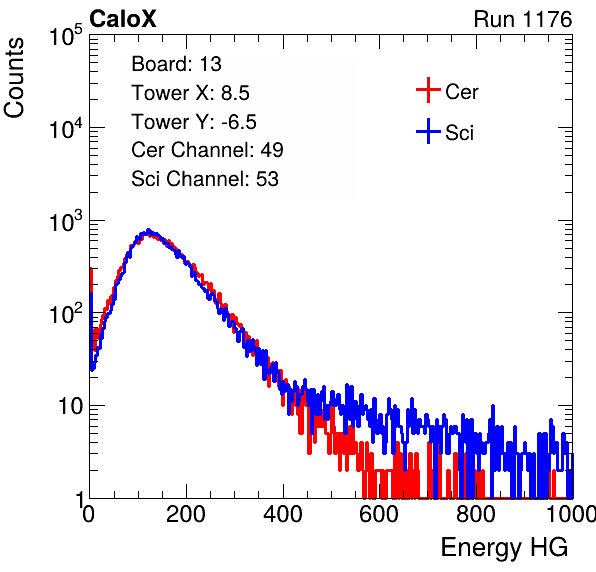 CaloX Run 1176
Counts
Board: 13
Tower X: 8.5
Tower Y: -6.5
Cer Channel: 49
Sci Channel: 53
Cer
Sci
10^5
10^4
10^3
10^2
10
1
0 200 400 600 800 1000
Energy HG